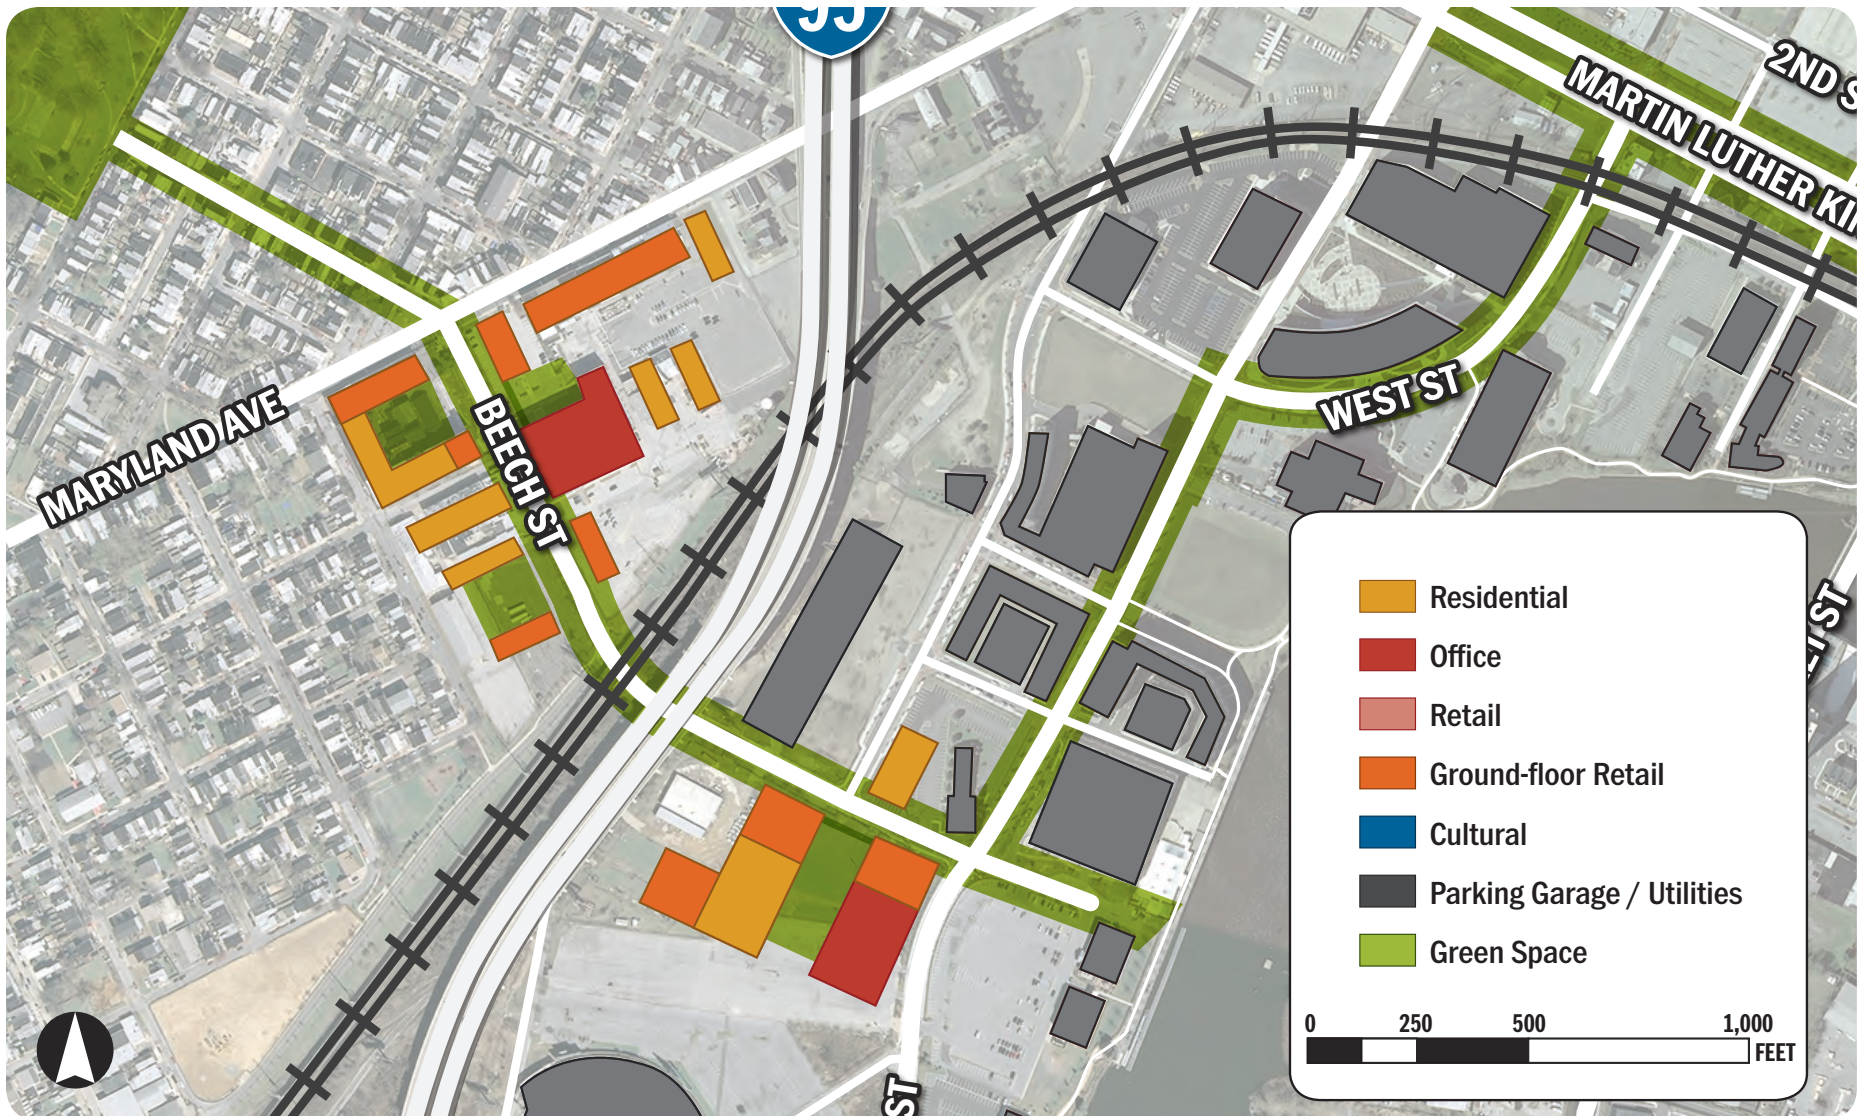 95
2ND S
MARTIN LUTHER KI
MARYLAND AVE
BEECH ST
WEST ST
ST
ST
Residential
Office
Retail
Ground-floor Retail
Cultural
Parking Garage / Utilities
Green Space
0 250 500 1,000
FEET